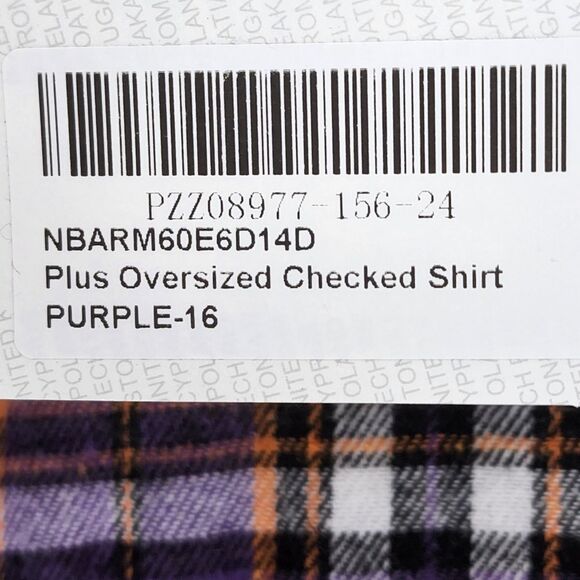 PZZ08977-156-24
NBARM60E6D14D
Plus Oversized Checked Shirt
PURPLE-16